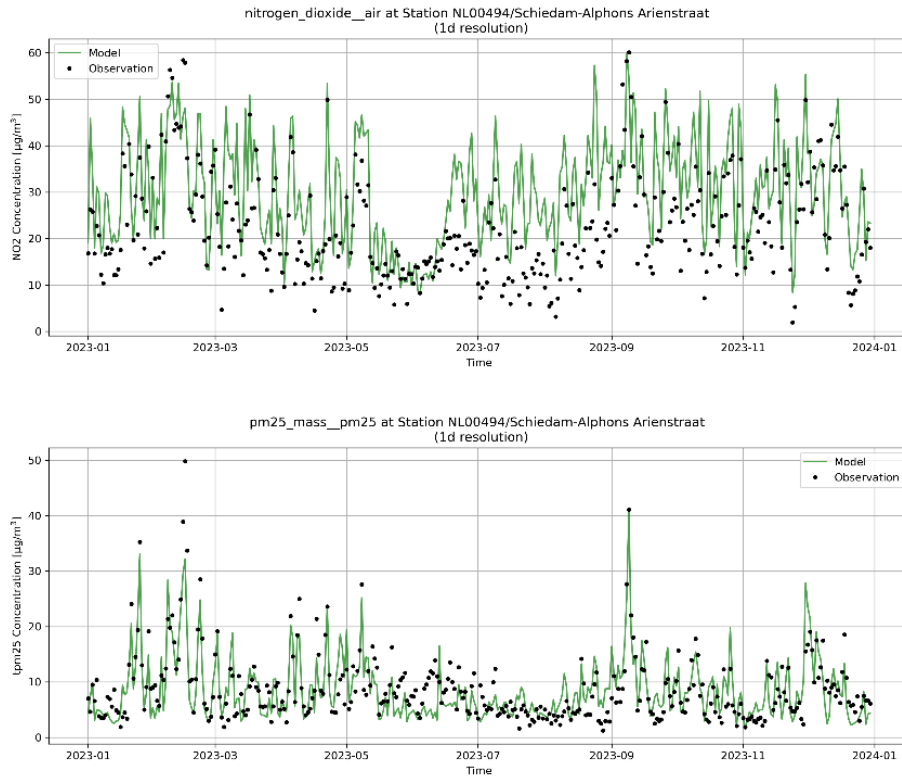 nitrogen_dioxide__air at Station NL00494/Schiedam-Alphons Arienstraat
(1d resolution)
Model
Observation
NO2 Concentration [µg/m³]
60
50
40
30
20
10
0
2023-01
2023-03
2023-05
2023-07
2023-09
2023-11
2024-01
Time
pm25_mass__pm25 at Station NL00494/Schiedam-Alphons Arienstraat
(1d resolution)
Model
Observation
tpm25 Concentration [µg/m³]
50
40
30
20
10
0
2023-01
2023-03
2023-05
2023-07
2023-09
2023-11
2024-01
Time